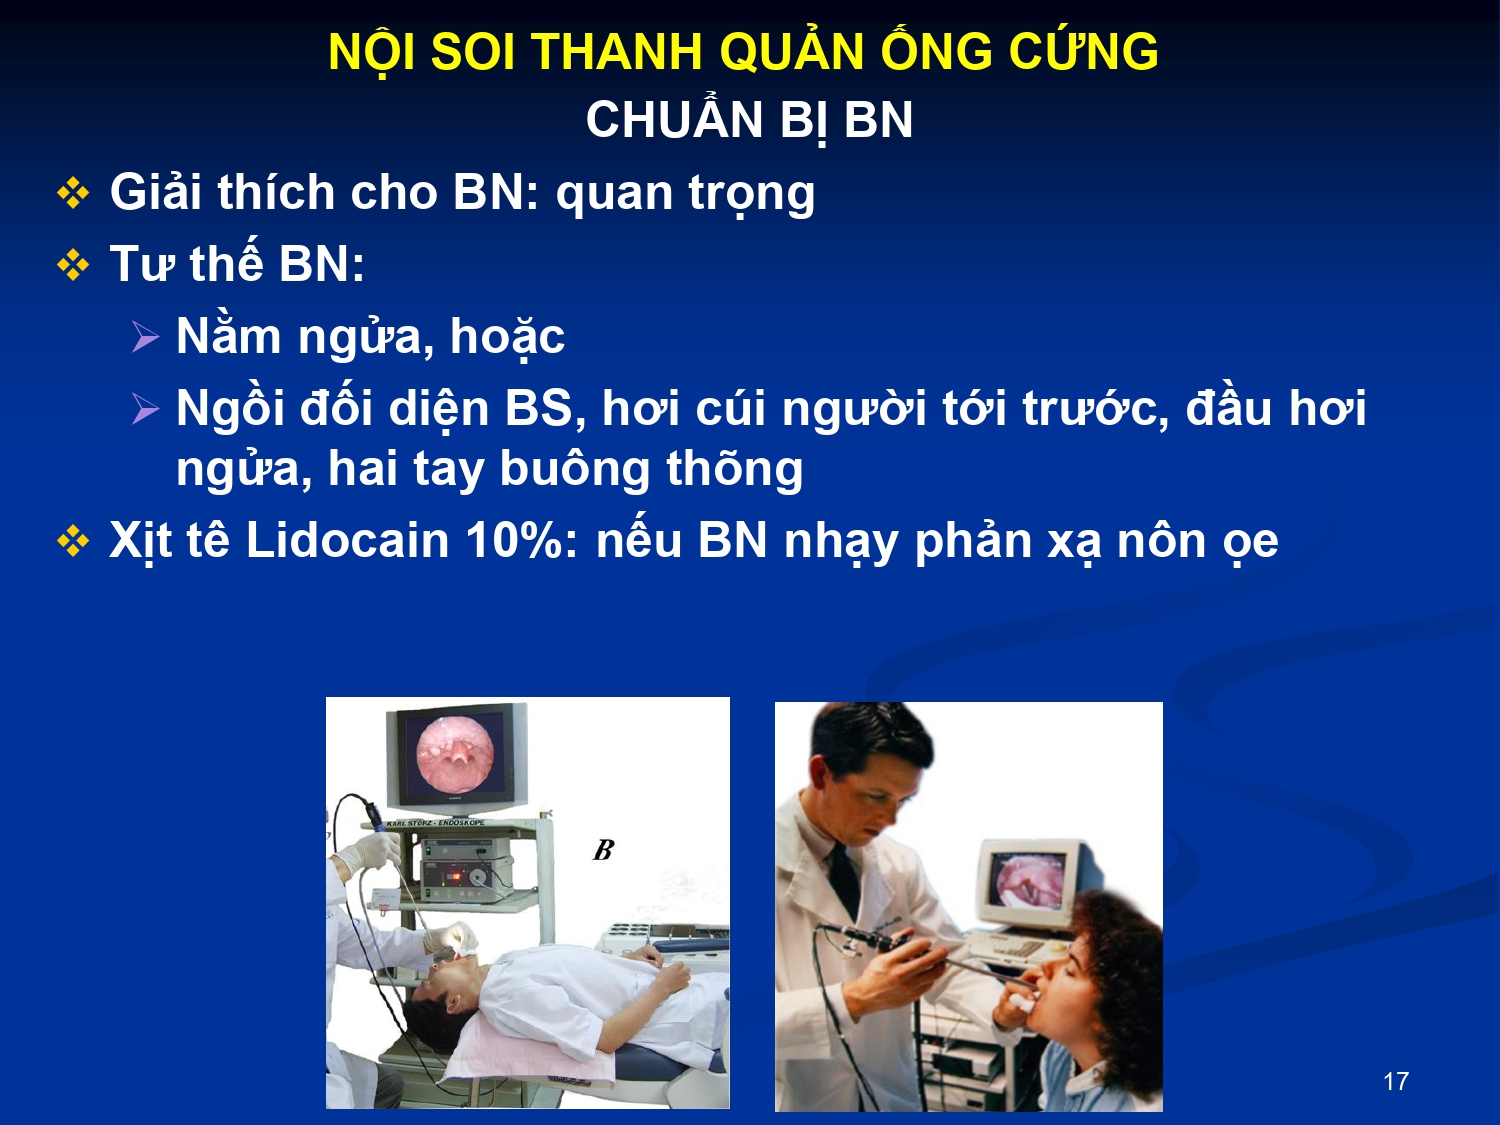 NỘI SOI THANH QUẢN ỐNG CỨNG
CHUẨN BỊ BN
Giải thích cho BN: quan trọng
Tư thế BN:
Nằm ngửa, hoặc
Ngồi đối diện BS, hơi cúi người tới trước, đầu hơi
ngửa, hai tay buông thõng
Xịt tê Lidocain 10%: nếu BN nhạy phản xạ nôn ọe
KARL STORZ - ENDOSKOPE
B
17